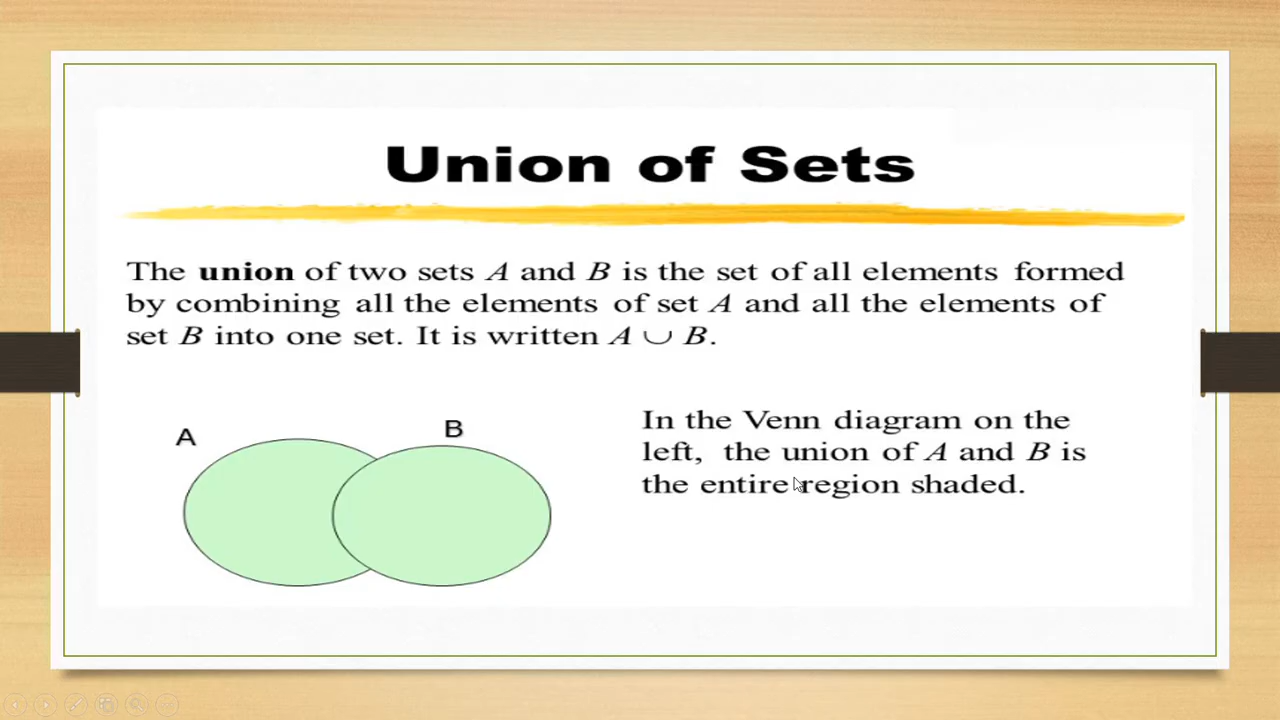 Union of Sets
The union of two sets A and B is the set of all elements formed
by combining all the elements of set A and all the elements of
set B into one set. It is written A ∪ B.
A
B
In the Venn diagram on the
left, the union of A and B is
the entire region shaded.